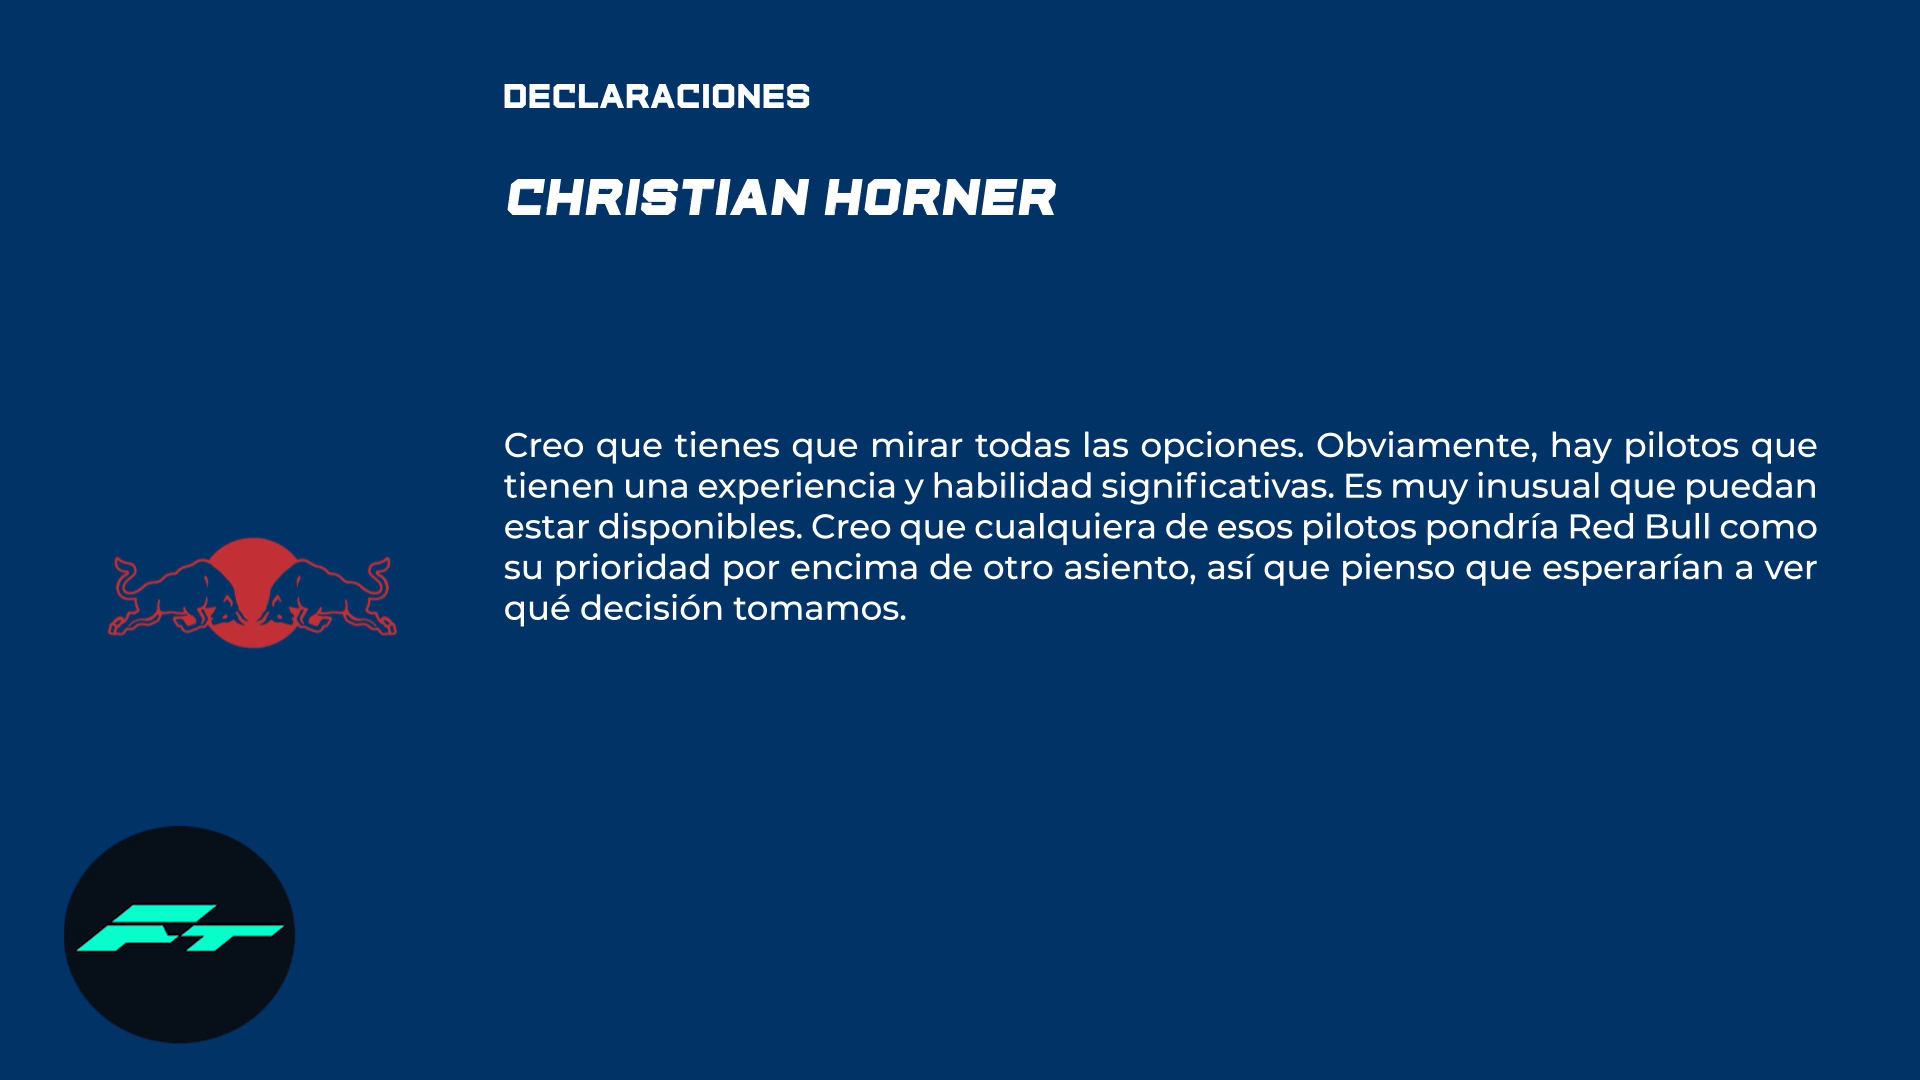 DECLARACIONES
CHRISTIAN HORNER
Creo que tienes que mirar todas las opciones. Obviamente, hay pilotos que
tienen una experiencia y habilidad significativas. Es muy inusual que puedan
estar disponibles. Creo que cualquiera de esos pilotos pondría Red Bull como
su prioridad por encima de otro asiento, así que pienso que esperarían a ver
qué decisión tomamos.
FT